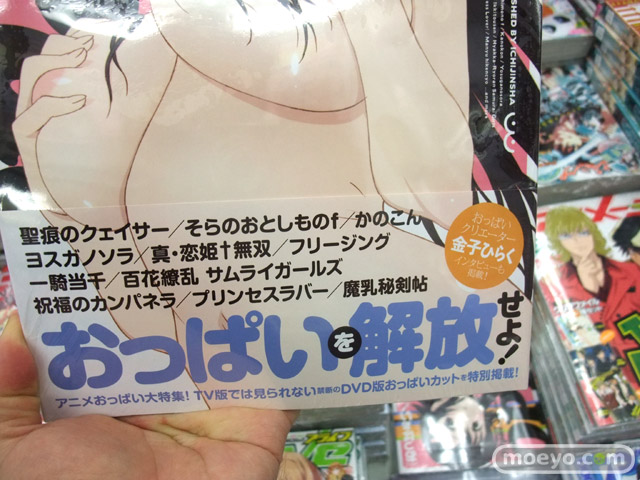 SHED BY ICHIJINSHA
聖痕のクェイサー／そらのおとしものf／かのこん
ヨスガノソラ／真・恋姫†無双／フリージング
一騎当千／百花繚乱 サムライガールズ
祝福のカンパネラ／プリンセスラバー／魔乳秘剣帖
おっぱい
クリエーター
金子ひらく
インタビューも
掲載!
おっぱいを解放せよ!
アニメおっぱい大特集! TV版では見られない禁断のDVD版おっぱいカットを特別掲載!
moeyo.com